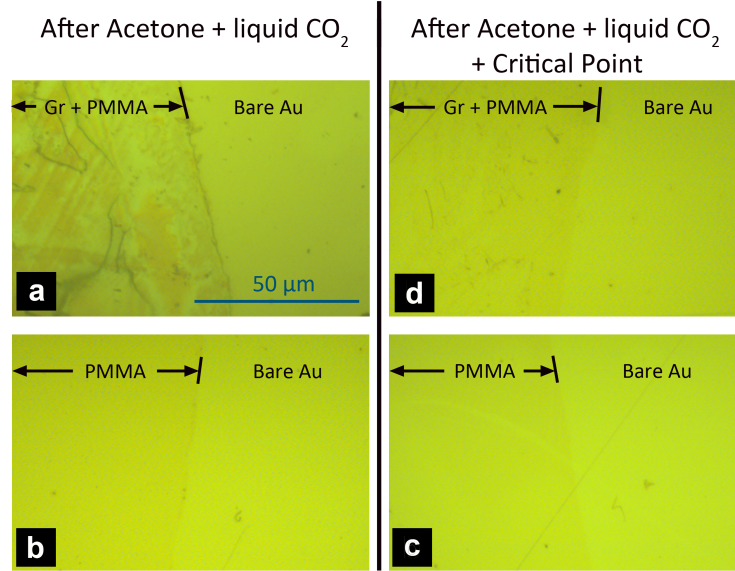 After Acetone + liquid CO2
After Acetone + liquid CO2
+ Critical Point
Gr + PMMA
Bare Au
50 µm
a
Gr + PMMA
Bare Au
d
PMMA
Bare Au
b
PMMA
Bare Au
c